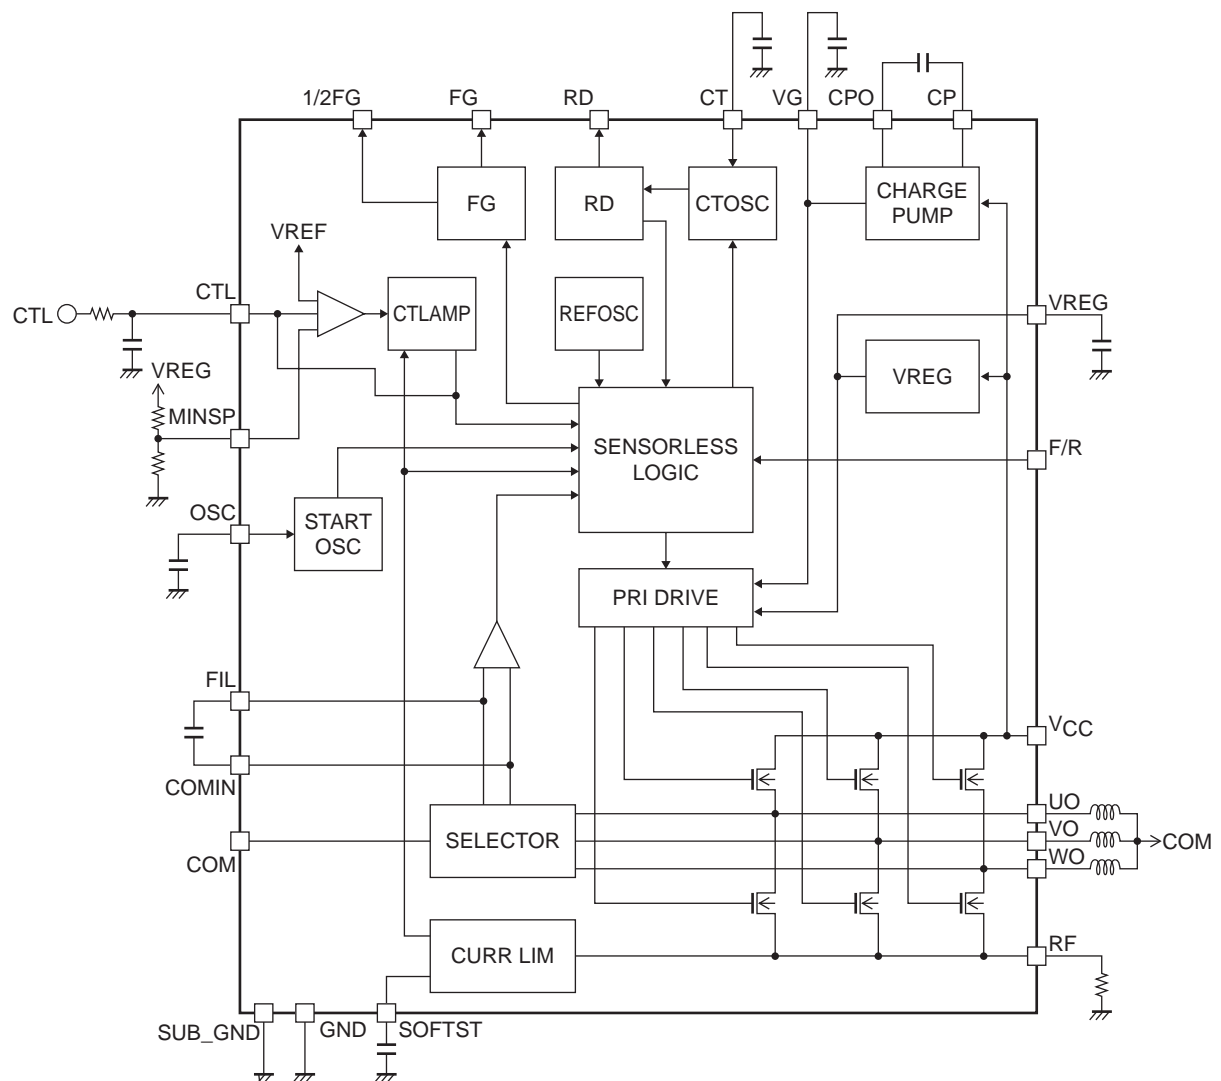 1/2FG
FG
RD
CT
VG
CPO
CP
FG
RD
CTOSC
CHARGE
PUMP
VREF
CTL
CTL
CTLAMP
REFOSC
VREG
VREG
VREG
MINSP
SENSORLESS
LOGIC
F/R
OSC
START
OSC
PRI DRIVE
FIL
VCC
COMIN
UO
SELECTOR
VO
COM
COM
WO
CURR LIM
RF
SUB_GND
GND
SOFTST